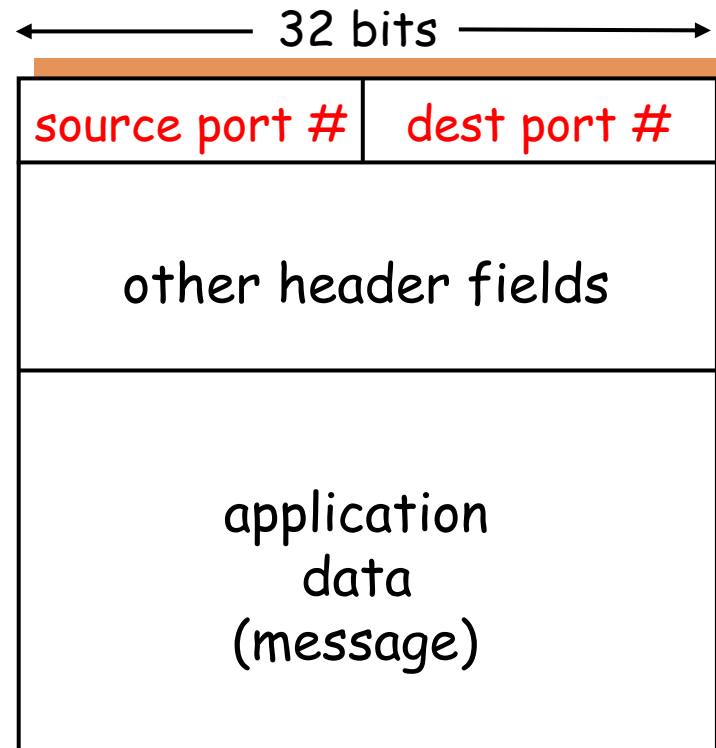 32 bits
source port # dest port #
other header fields
application
data
(message)